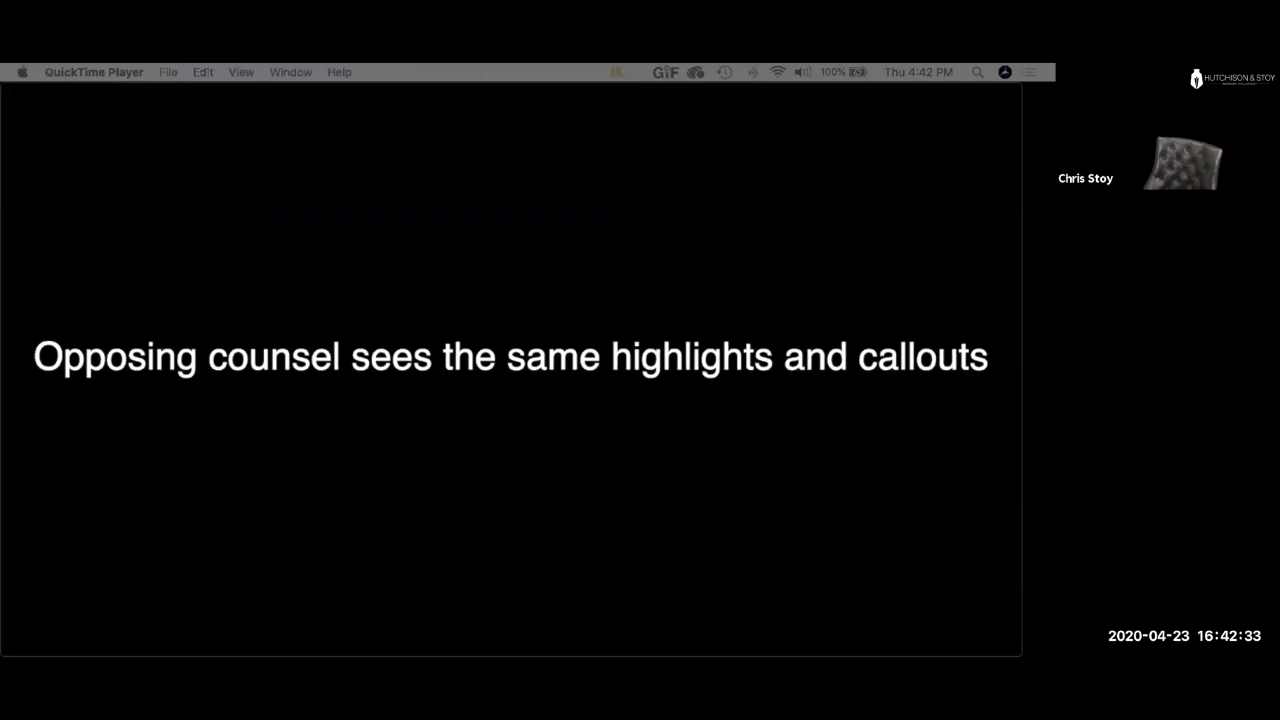 QuickTime Player File Edit View Window Help GiF 100% Thu 4:42 PM
HUTCHISON & STOY
Chris Stoy
Opposing counsel sees the same highlights and callouts
2020-04-23 16:42:33